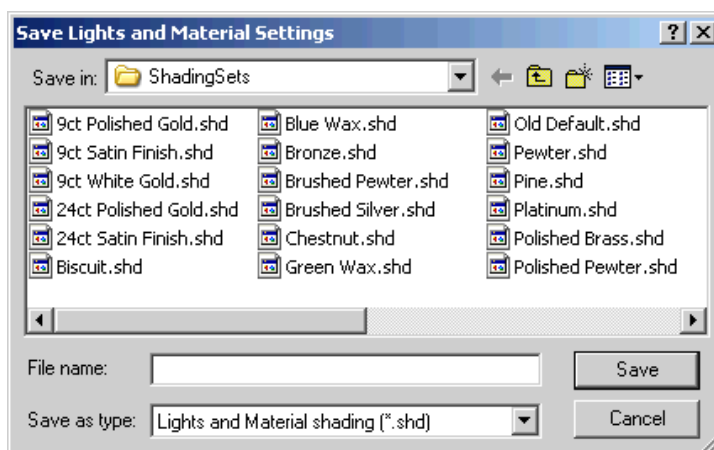 Save Lights and Material Settings
Save in: ShadingSets
9ct Polished Gold.shd Blue Wax.shd Old Default.shd
9ct Satin Finish.shd Bronze.shd Pewter.shd
9ct White Gold.shd Brushed Pewter.shd Pine.shd
24ct Polished Gold.shd Brushed Silver.shd Platinum.shd
24ct Satin Finish.shd Chestnut.shd Polished Brass.shd
Biscuit.shd Green Wax.shd Polished Pewter.shd
File name: Save
Save as type: Lights and Material shading (*.shd) Cancel